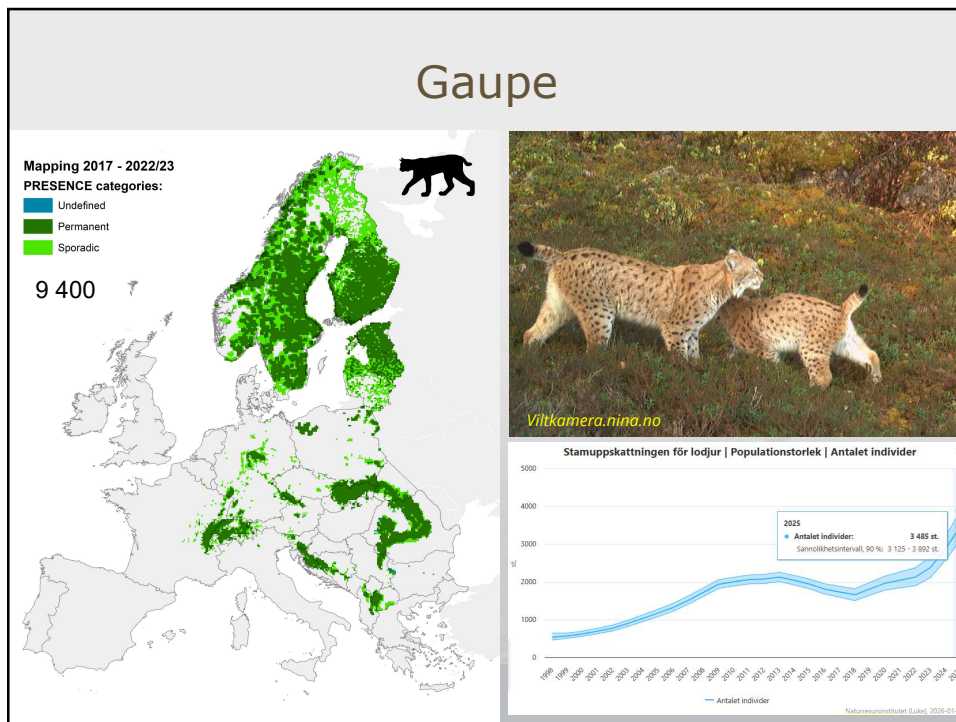 Gaupe
Mapping 2017 - 2022/23
PRESENCE categories:
Undefined
Permanent
Sporadic
9 400
Viltkamera.nina.no
Stamuppskattningen för lodjur | Populationstorlek | Antalet individer
5000
4000
3000
2000
1000
0
st.
2025
Antalet individer: 3 485 st.
Sannolikhetsintervall, 90 %: 3 125 - 3 892 st.
1998 1999 2000 2001 2002 2003 2004 2005 2006 2007 2008 2009 2010 2011 2012 2013 2014 2015 2016 2017 2018 2019 2020 2021 2022 2023 2024
Antalet individer
Naturresursinstitutet (Luke), 2026-01-